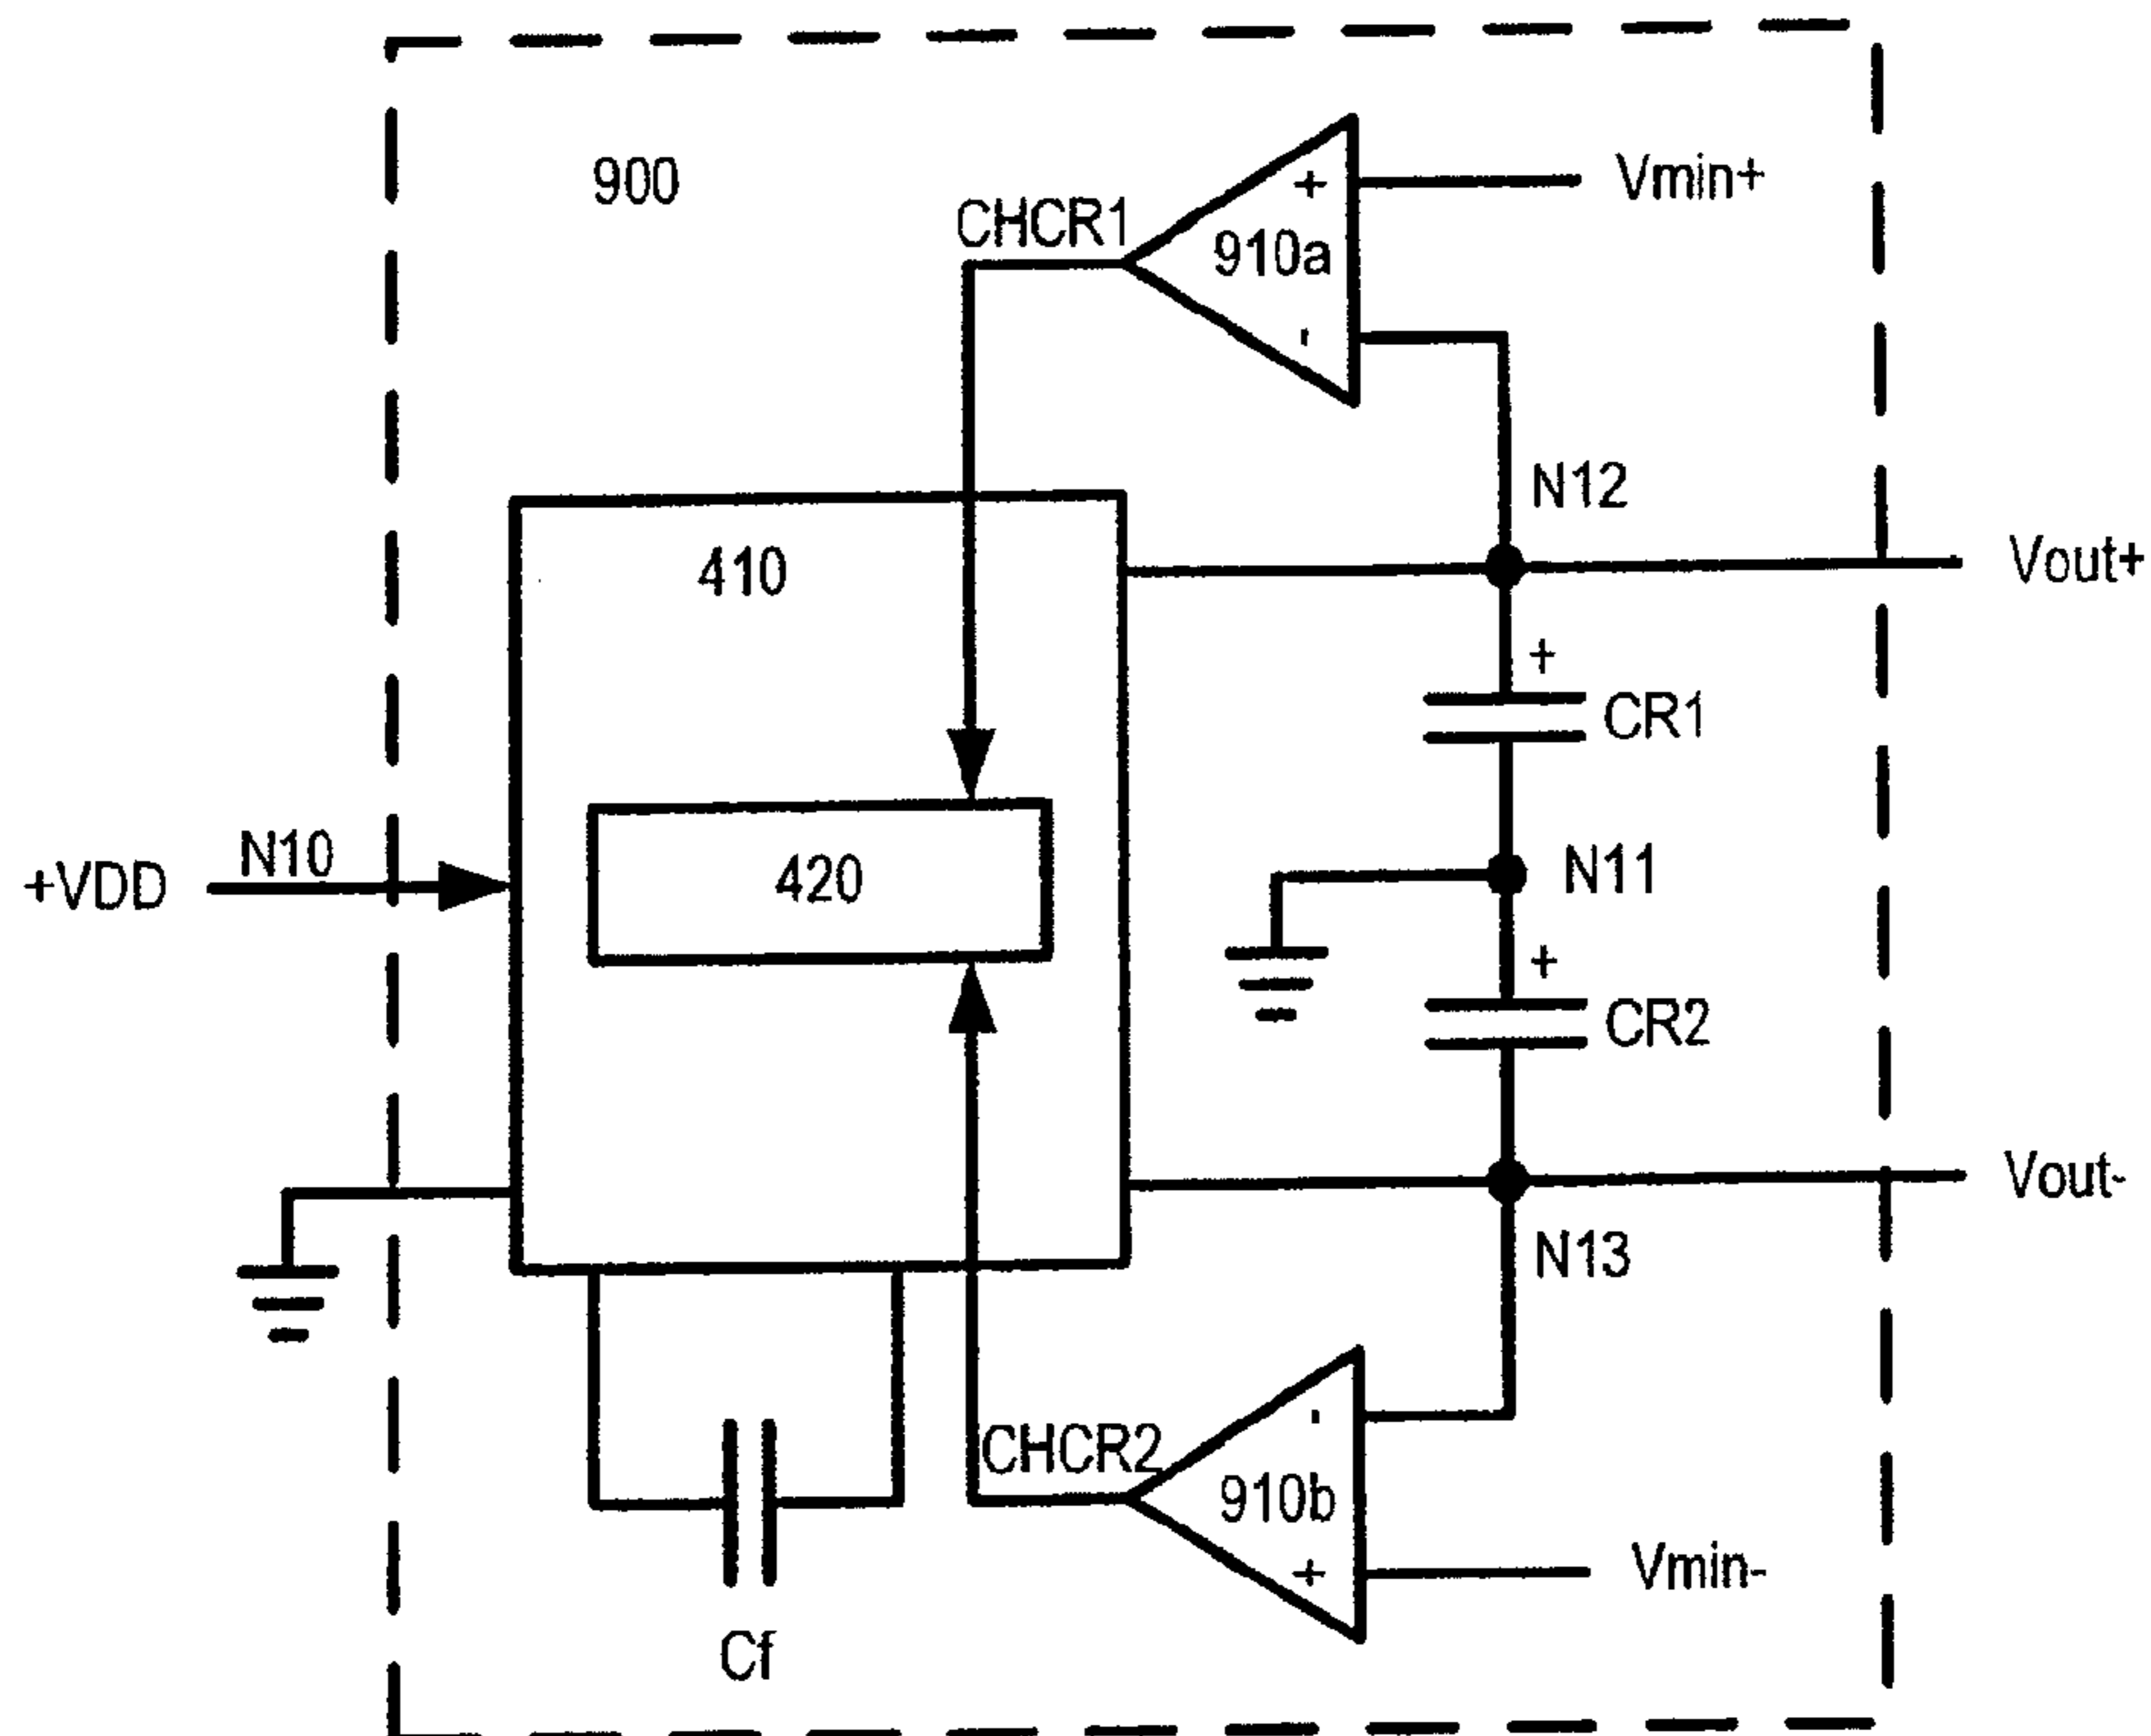 900
Vmin+
+
CHCR1
910a
-
N12
410
Vout+
+
CR1
N10
+VDD
420
N11
+
CR2
Vout-
N13
-
CHCR2
910b
+
Vmin-
Cf